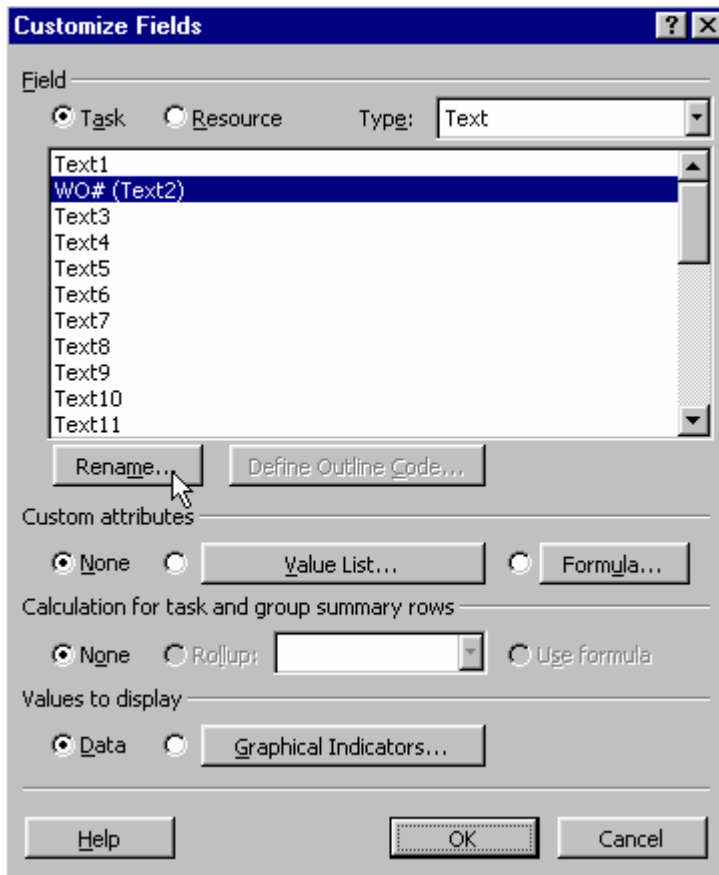 Customize Fields
Field
Task Resource Type: Text
Text1
WO# (Text2)
Text3
Text4
Text5
Text6
Text7
Text8
Text9
Text10
Text11
Rename... Define Outline Code...
Custom attributes
None Value List... Formula...
Calculation for task and group summary rows
None Rollup: Use formula
Values to display
Data Graphical Indicators...
Help OK Cancel